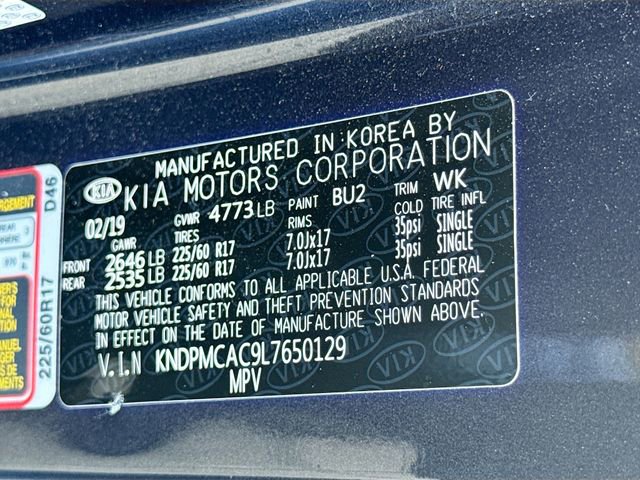 MANUFACTURED IN KOREA BY
KIA KIA MOTORS CORPORATION
02/19 GVWR 4773 LB PAINT BU2 TRIM WK
GAWR TIRES RIMS COLD TIRE INFL
FRONT 2646 LB 225/60 R17 7.0Jx17 35psi SINGLE
REAR 2535 LB 225/60 R17 7.0Jx17 35psi SINGLE
THIS VEHICLE CONFORMS TO ALL APPLICABLE U.S.A. FEDERAL
MOTOR VEHICLE SAFETY AND THEFT PREVENTION STANDARDS
IN EFFECT ON THE DATE OF MANUFACTURE SHOWN ABOVE.
V.I.N KNDPMCAC9L7650129
MPV
D46
225/60R17